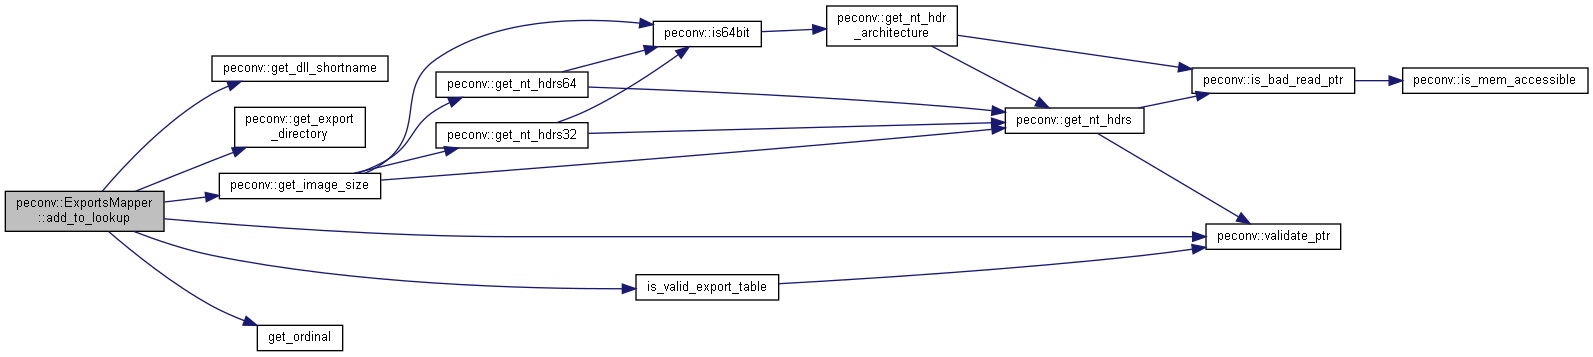 peconv::ExportsMapper
::add_to_lookup
peconv::get_dll_shortname
peconv::get_export
_directory
peconv::get_image_size
get_ordinal
peconv::get_nt_hdrs64
peconv::get_nt_hdrs32
peconv::is64bit
is_valid_export_table
peconv::get_nt_hdr
_architecture
peconv::get_nt_hdrs
peconv::is_bad_read_ptr
peconv::validate_ptr
peconv::is_mem_accessible